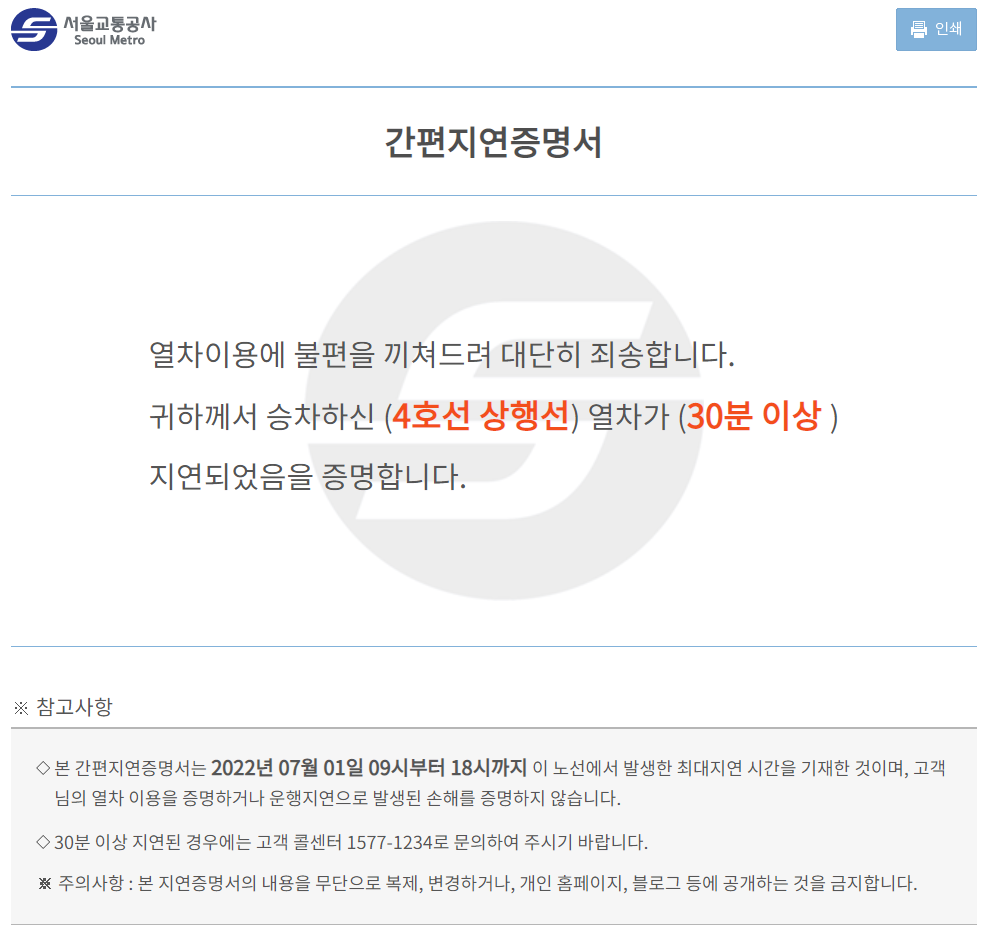 서울교통공사
Seoul Metro
인쇄
간편지연증명서
열차이용에 불편을 끼쳐드려 대단히 죄송합니다.
귀하께서 승차하신 (4호선 상행선) 열차가 (30분 이상 )
지연되었음을 증명합니다.
※ 참고사항
◇ 본 간편지연증명서는 2022년 07월 01일 09시부터 18시까지 이 노선에서 발생한 최대지연 시간을 기재한 것이며, 고객
님의 열차 이용을 증명하거나 운행지연으로 발생된 손해를 증명하지 않습니다.
◇ 30분 이상 지연된 경우에는 고객 콜센터 1577-1234로 문의하여 주시기 바랍니다.
※ 주의사항 : 본 지연증명서의 내용을 무단으로 복제, 변경하거나, 개인 홈페이지, 블로그 등에 공개하는 것을 금지합니다.